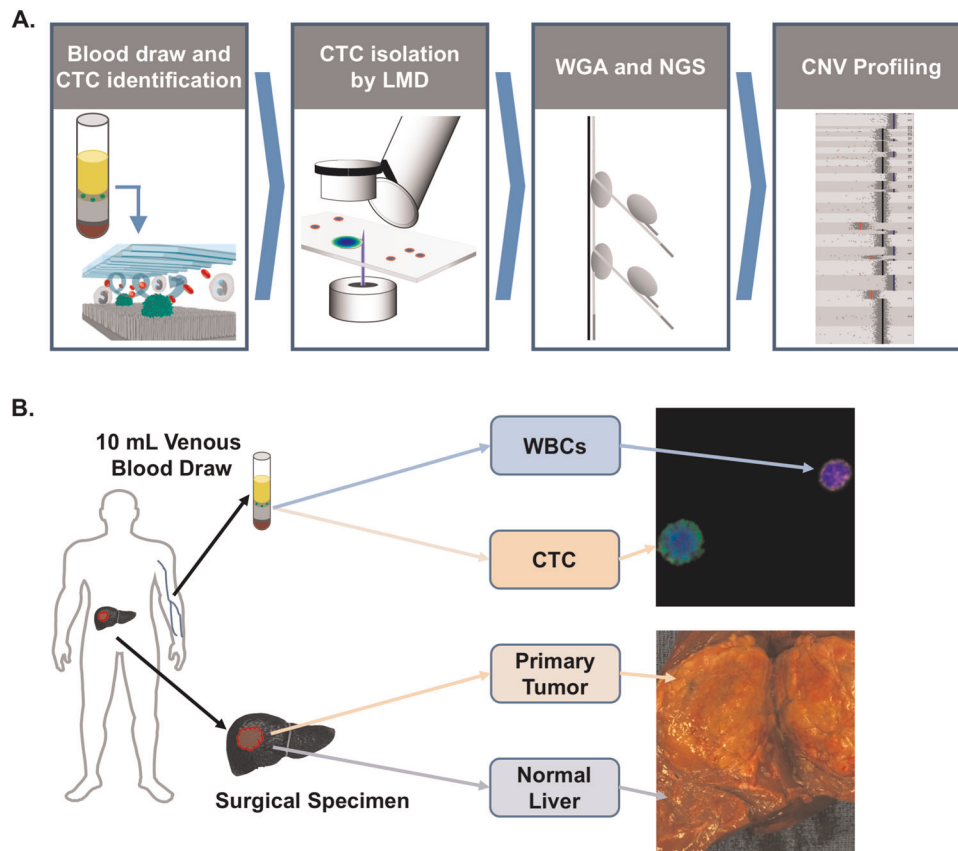 A.
Blood draw and
CTC identification
CTC isolation
by LMD
WGA and NGS
CNV Profiling
B.
10 mL Venous
Blood Draw
WBCs
CTC
Primary
Tumor
Normal
Liver
Surgical Specimen